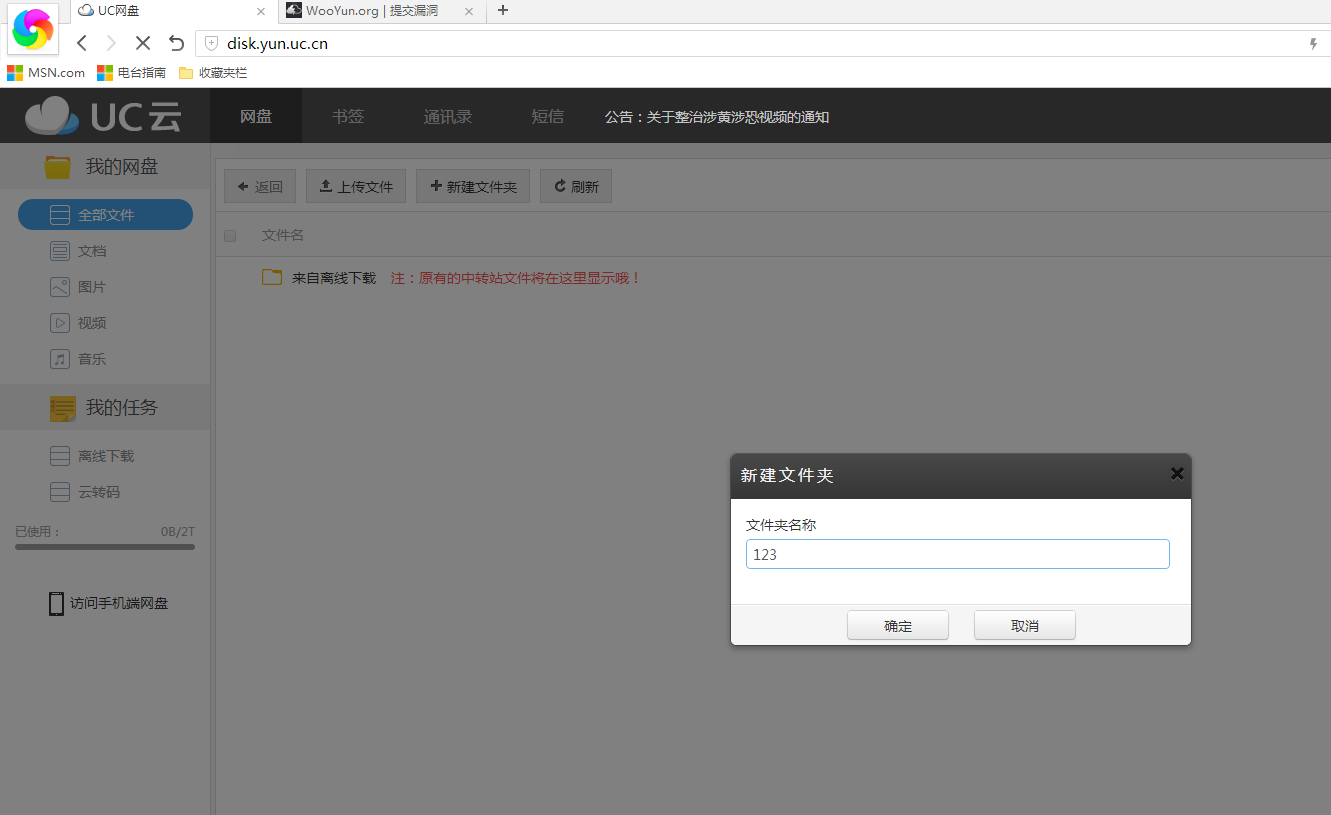 UC网盘
WooYun.org | 提交漏洞
disk.yun.uc.cn
MSN.com 电台指南 收藏夹栏
UC云 网盘 书签 通讯录 短信 公告：关于整治涉黄涉恐视频的通知
我的网盘
全部文件
文档
图片
视频
音乐
我的任务
离线下载
云转码
已使用： 0B/2T
访问手机端网盘
返回 上传文件 新建文件夹 刷新
文件名
来自离线下载 注：原有的中转站文件将在这里显示哦！
新建文件夹
文件夹名称
123
确定 取消